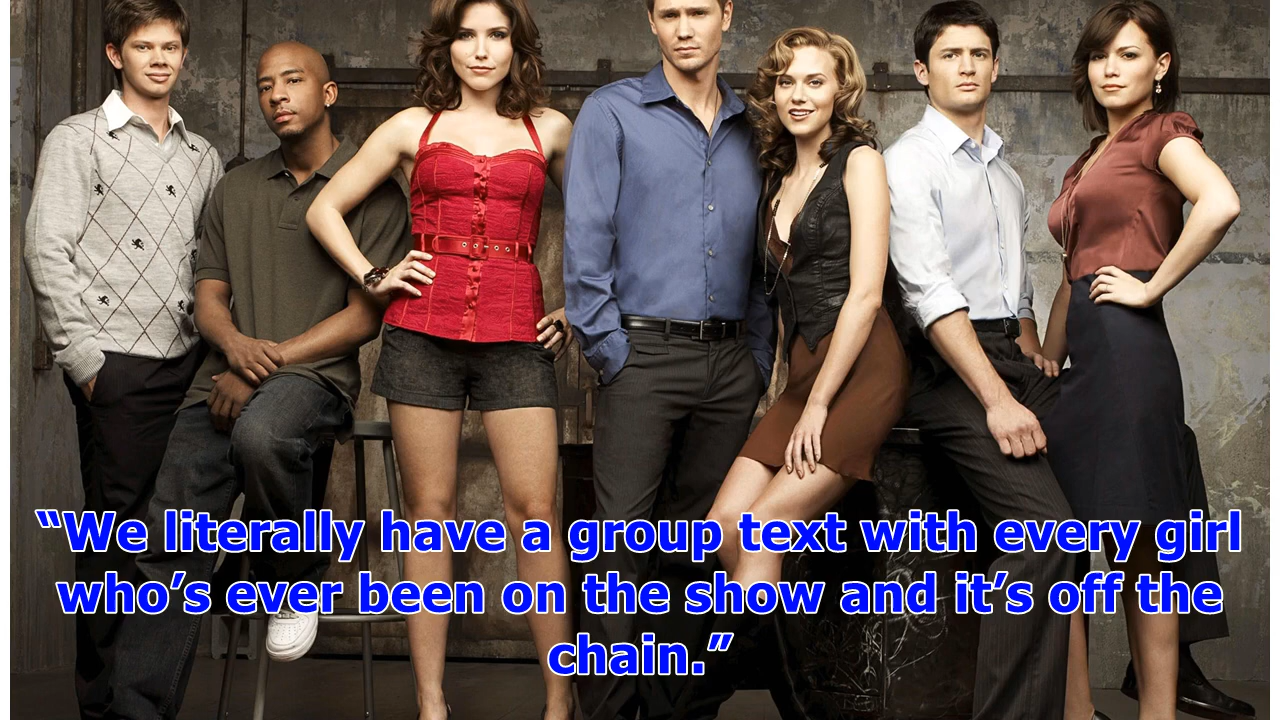 “We literally have a group text with every girl
who’s ever been on the show and it’s off the
chain.”